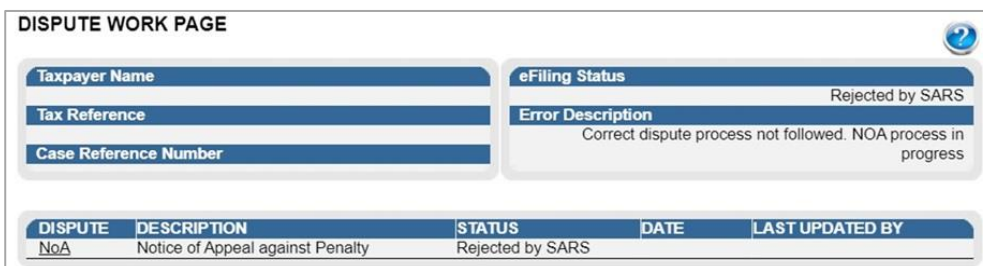 DISPUTE WORK PAGE
?
Taxpayer Name
Tax Reference
Case Reference Number
eFiling Status
Rejected by SARS
Error Description
Correct dispute process not followed. NOA process in
progress
DISPUTE DESCRIPTION STATUS DATE LAST UPDATED BY
NoA Notice of Appeal against Penalty Rejected by SARS